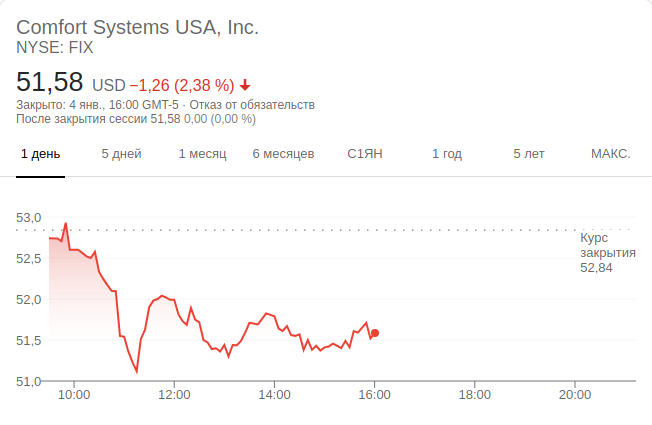 Comfort Systems USA, Inc.
NYSE: FIX
51,58 USD −1,26 (2,38 %)
Закрыто: 4 янв., 16:00 GMT-5 · Отказ от обязательств
После закрытия сессии 51,58 0,00 (0,00 %)
1 день 5 дней 1 месяц 6 месяцев С1ЯН 1 год 5 лет МАКС.
53,0
Курс
закрытия
52,84
52,5
52,0
51,5
51,0
10:00 12:00 14:00 16:00 18:00 20:00